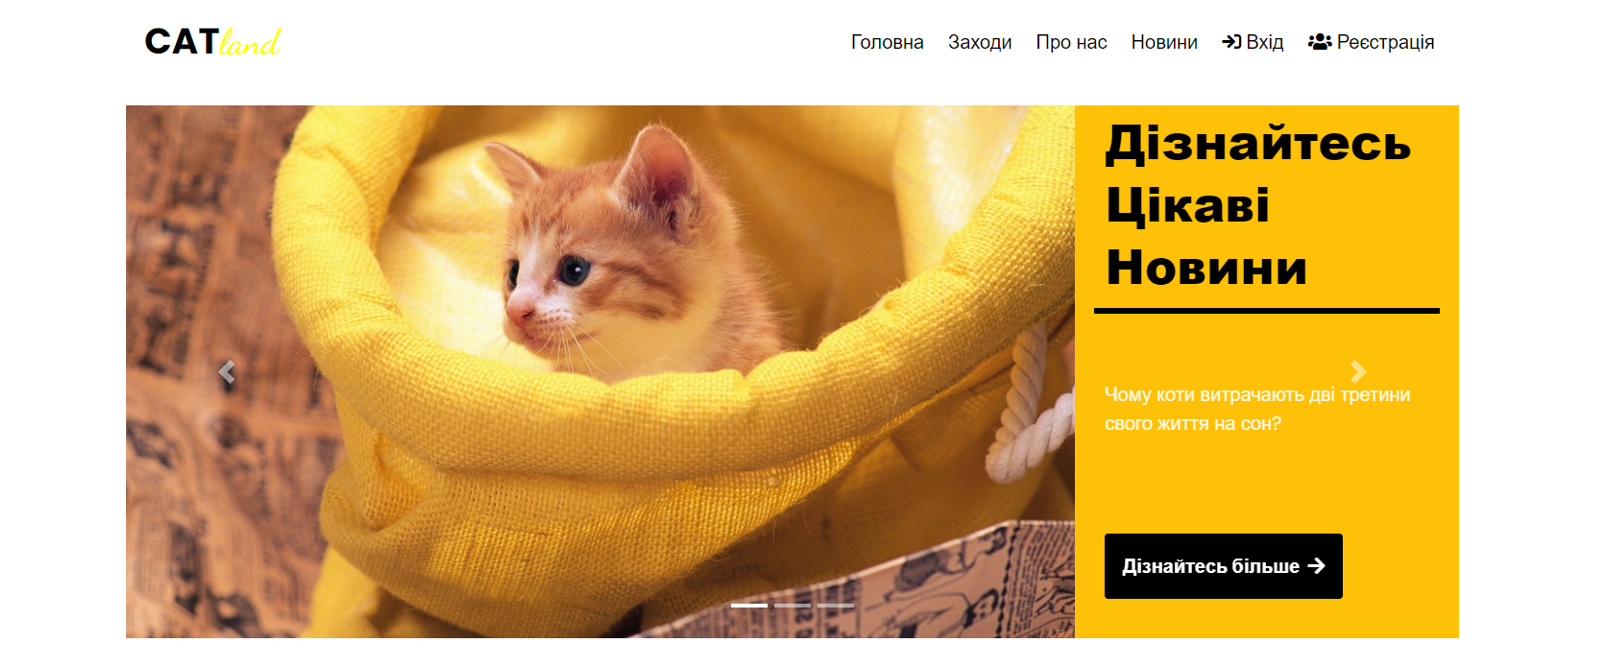 CATland
Головна Заходи Про нас Новини Вхід Реєстрація
Дізнайтесь
Цікаві
Новини
Чому коти витрачають дві третини
свого життя на сон?
Дізнайтесь більше